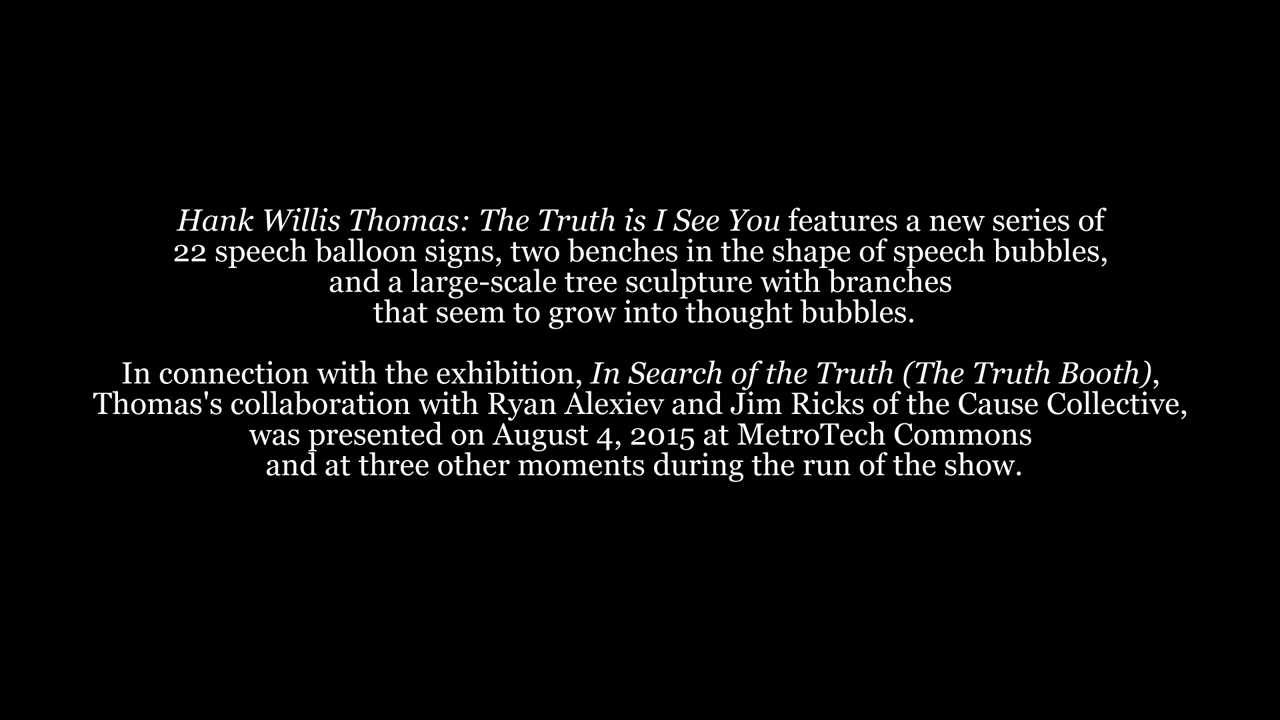 Hank Willis Thomas: The Truth is I See You features a new series of
22 speech balloon signs, two benches in the shape of speech bubbles,
and a large-scale tree sculpture with branches
that seem to grow into thought bubbles.
In connection with the exhibition, In Search of the Truth (The Truth Booth),
Thomas's collaboration with Ryan Alexiev and Jim Ricks of the Cause Collective,
was presented on August 4, 2015 at MetroTech Commons
and at three other moments during the run of the show.